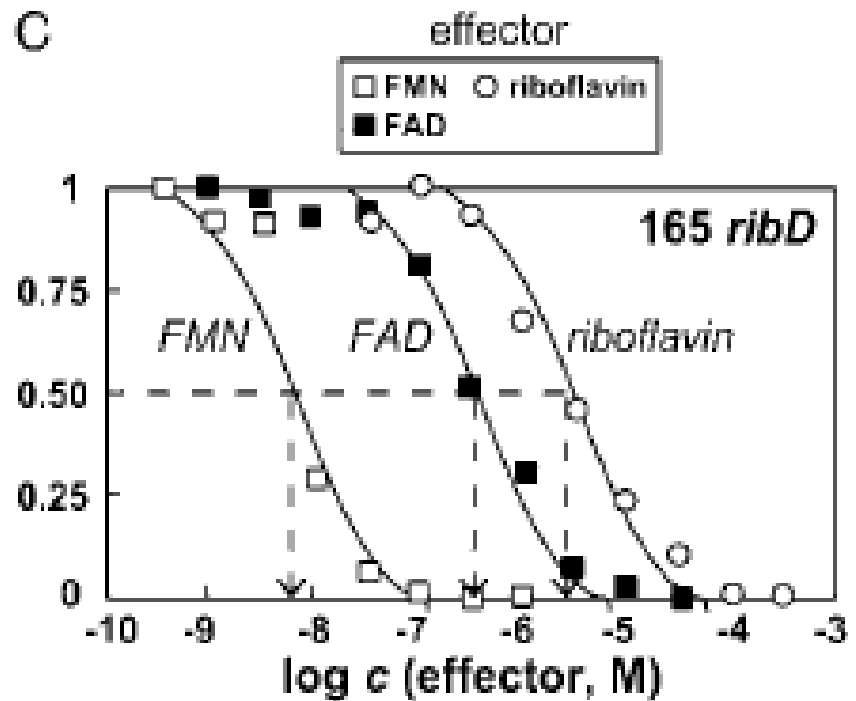 C
effector
FMN riboflavin
FAD
165 ribD
1
0.75
0.50
0.25
0
FMN FAD riboflavin
-10 -9 -8 -7 -6 -5 -4 -3
log c (effector, M)